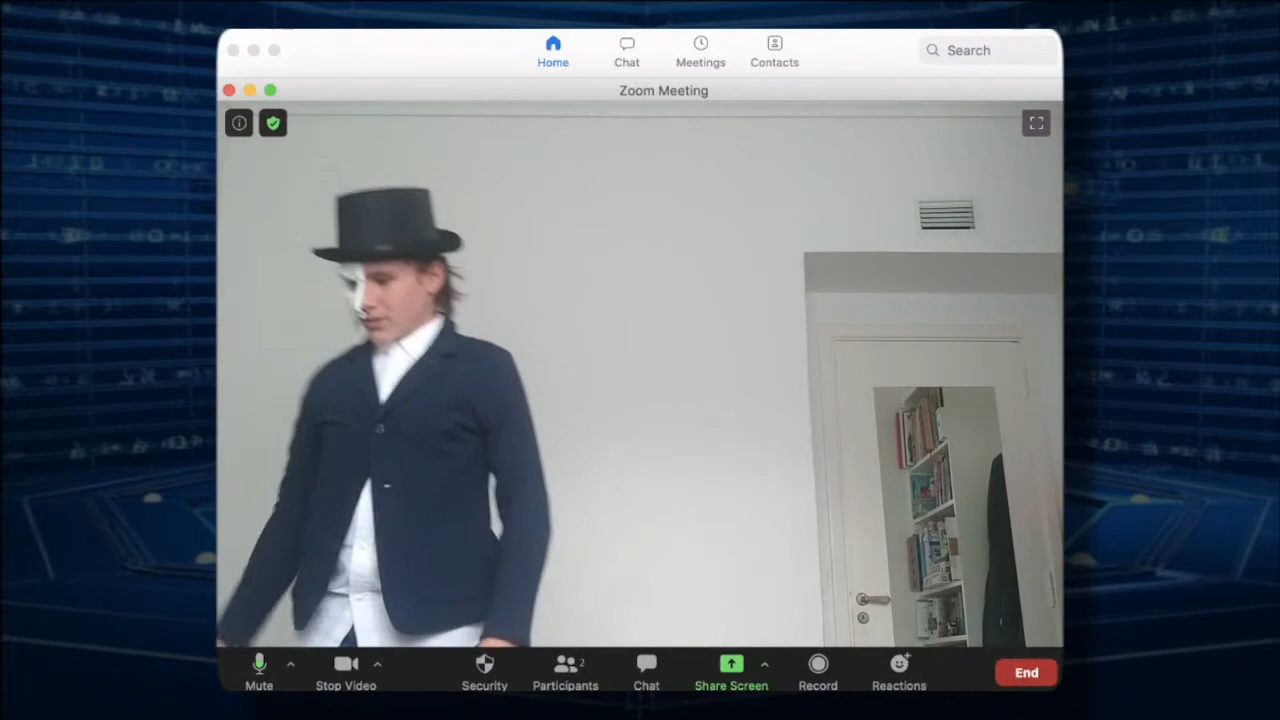 Home
Chat
Meetings
Contacts
Search
Zoom Meeting
Mute
Stop Video
Security
Participants
2
Chat
Share Screen
Record
Reactions
End